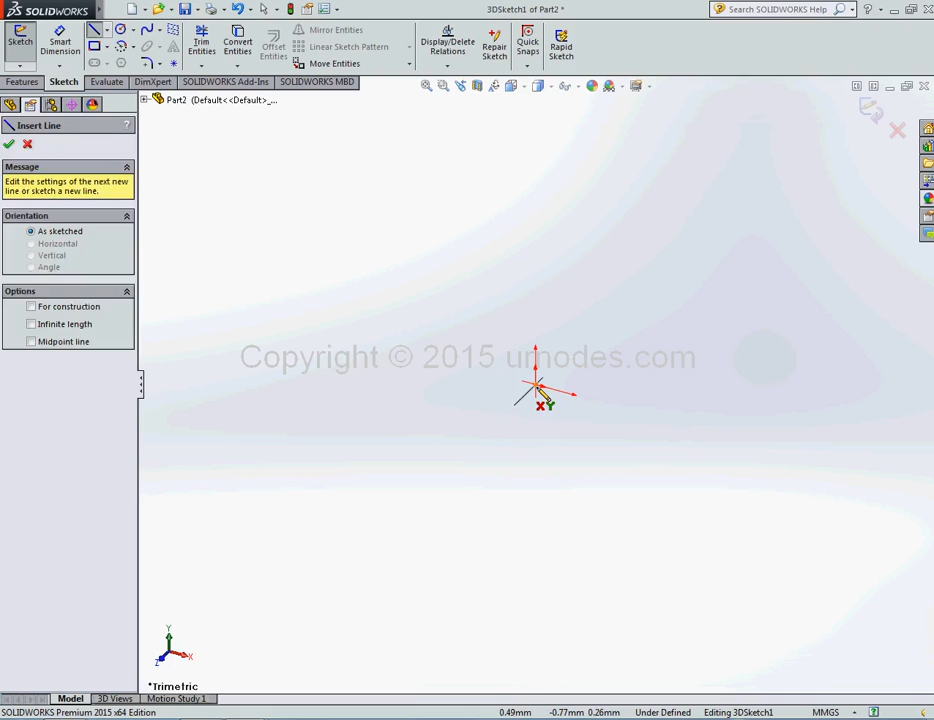 SOLIDWORKS
3DSketch1 of Part2 *
Search SOLIDWORKS Help
Sketch
Smart Dimension
Trim Entities
Convert Entities
Offset Entities
Mirror Entities
Linear Sketch Pattern
Move Entities
Display/Delete Relations
Repair Sketch
Quick Snaps
Rapid Sketch
Features
Sketch
Evaluate
DimXpert
SOLIDWORKS Add-Ins
SOLIDWORKS MBD
Part2 (Default<<Default>_...
Insert Line
?
Message
Edit the settings of the next new
line or sketch a new line.
Orientation
As sketched
Horizontal
Vertical
Angle
Options
For construction
Infinite length
Midpoint line
Copyright © 2015 urnodes.com
XY
Y
X
Z
*Trimetric
Model
3D Views
Motion Study 1
SOLIDWORKS Premium 2015 x64 Edition
0.49mm
-0.77mm 0.26mm
Under Defined
Editing 3DSketch1
MMGS